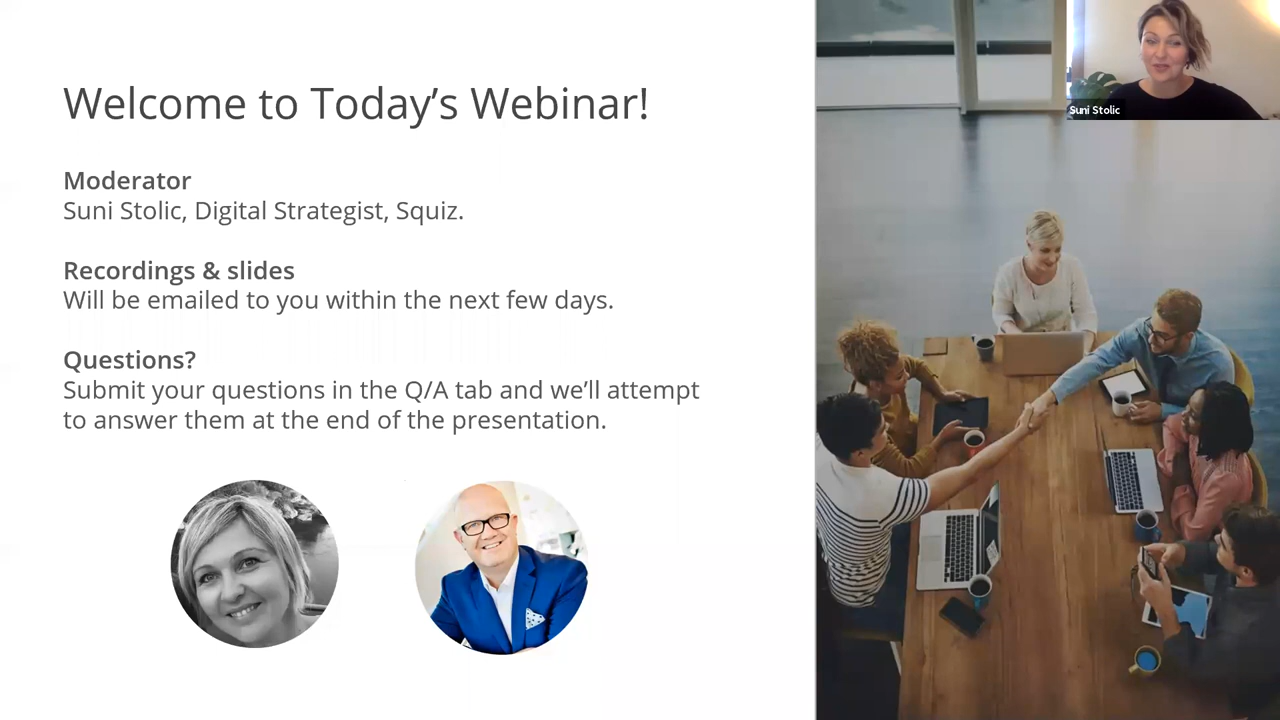 Welcome to Today’s Webinar!
Moderator
Suni Stolic, Digital Strategist, Squiz.
Recordings & slides
Will be emailed to you within the next few days.
Questions?
Submit your questions in the Q/A tab and we’ll attempt
to answer them at the end of the presentation.
Suni Stolic